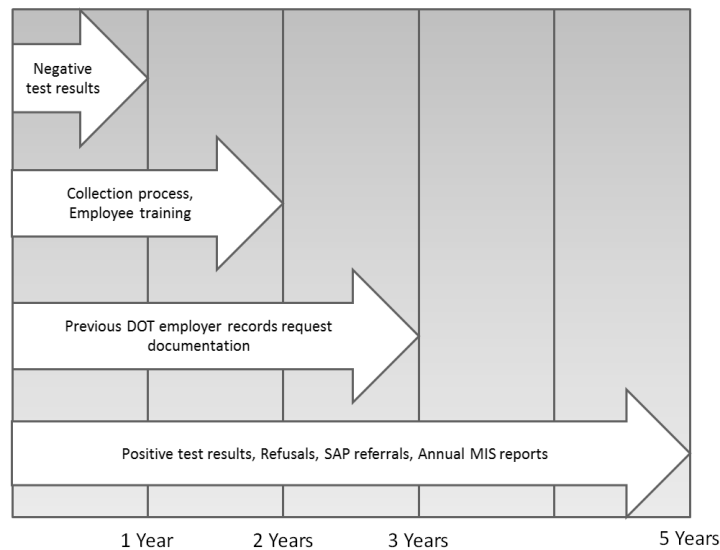 Negative
test results
Collection process,
Employee training
Previous DOT employer records request
documentation
Positive test results, Refusals, SAP referrals, Annual MIS reports
1 Year
2 Years
3 Years
5 Years